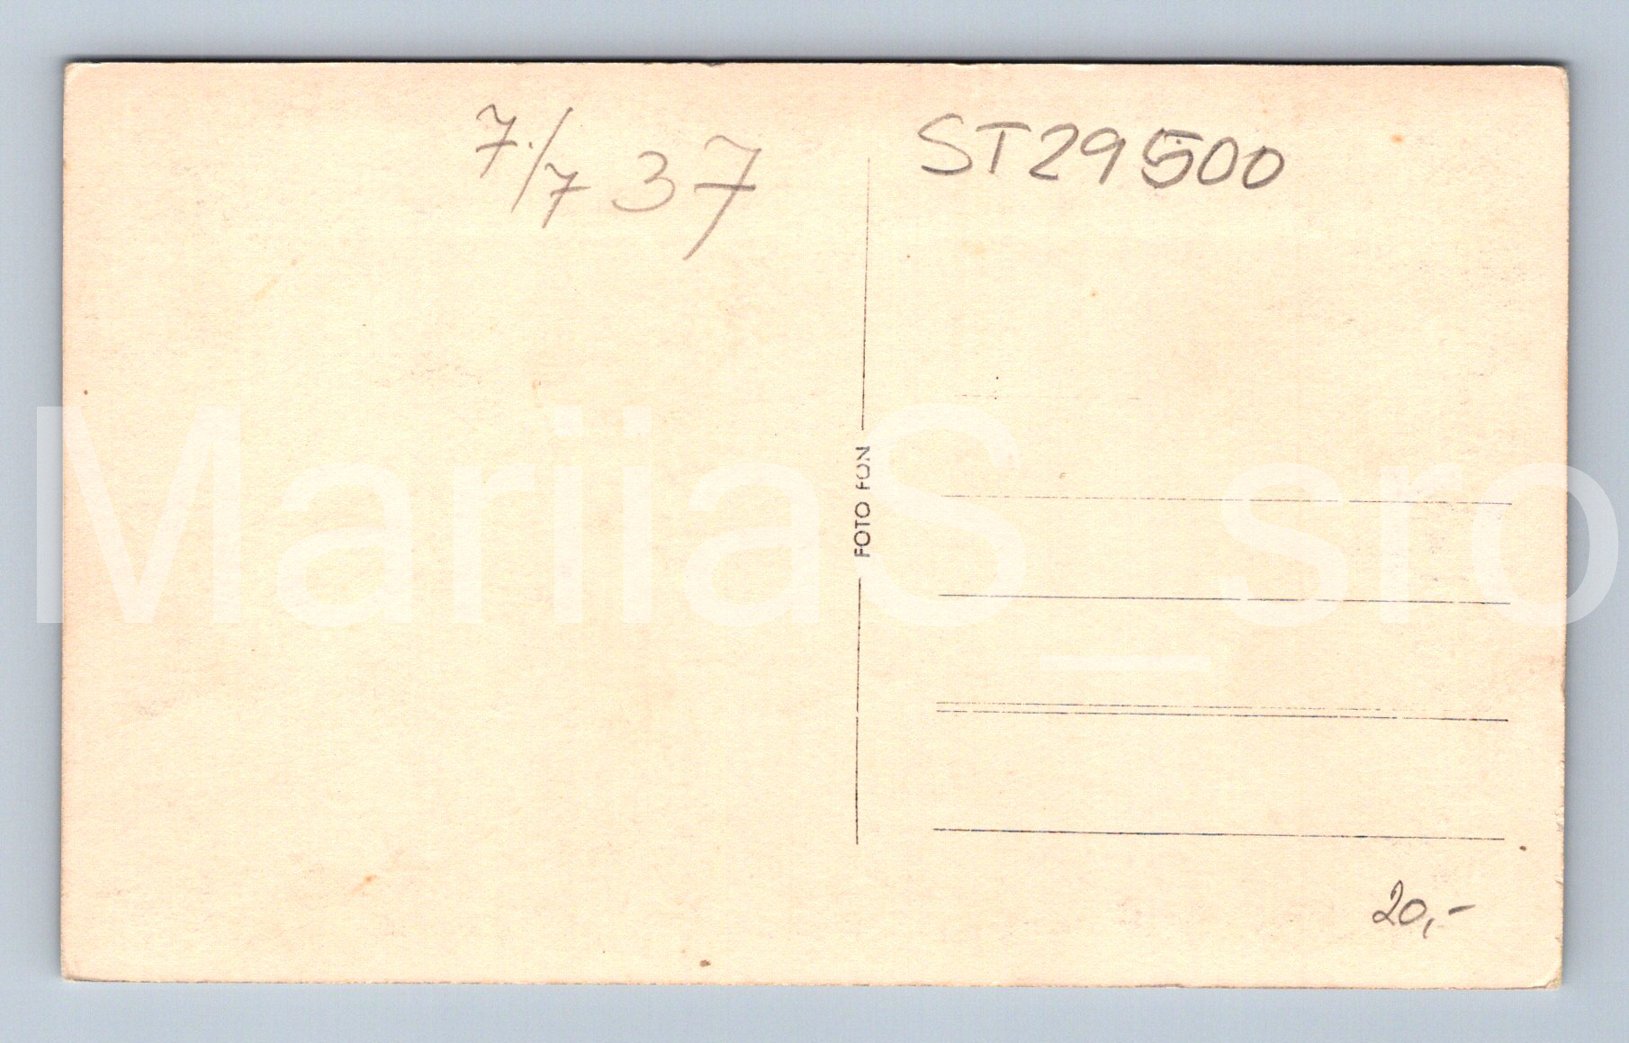 7./7 37
ST29500
FOTO FON
MariiaS_sro
20,-